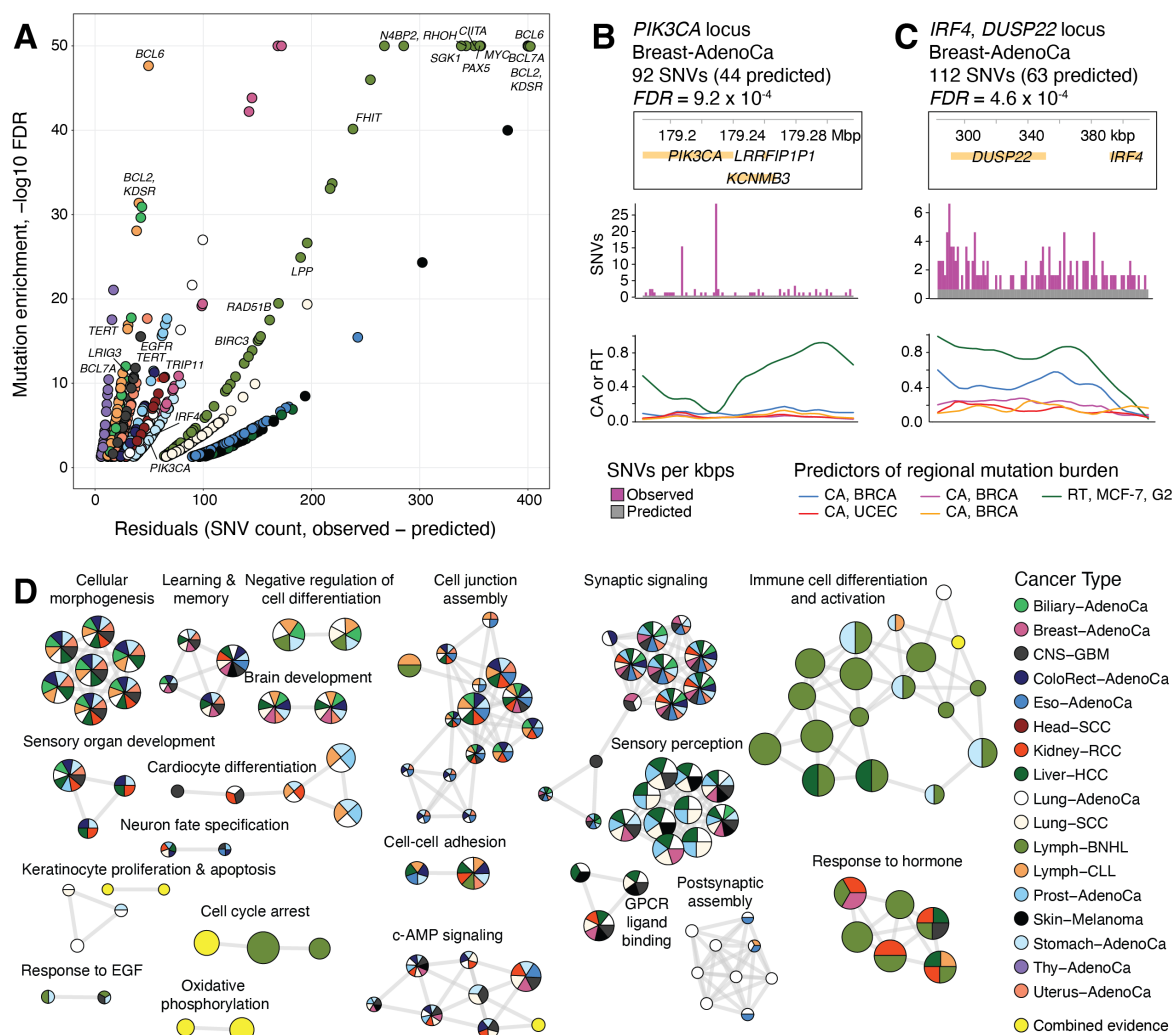 A
Mutation enrichment, −log10 FDR
50
40
30
20
10
0
0
100
200
300
400
Residuals (SNV count, observed − predicted)
BCL6
N4BP2,
RHOH
CIITA
SGK1
MYC
PAX5
BCL6
BCL7A
BCL2,
KDSR
FHIT
BCL2,
KDSR
LPP
RAD51B
TERT
EGFR
BIRC3
LRIG3
TERT
TRIP11
BCL7A
IRF4
PIK3CA
B
PIK3CA locus
Breast-AdenoCa
92 SNVs (44 predicted)
FDR = 9.2 x 10-4
179.2
179.24
179.28 Mbp
PIK3CA
LRRFIP1P1
KCNMB3
SNVs
25
20
15
10
5
0
CA or RT
0.8
0.4
0.0
C
IRF4, DUSP22 locus
Breast-AdenoCa
112 SNVs (63 predicted)
FDR = 4.6 x 10-4
300
340
380 kbp
DUSP22
IRF4
6
4
2
0
0.8
0.4
0.0
SNVs per kbps
Observed
Predicted
Predictors of regional mutation burden
CA, BRCA
CA, BRCA
RT, MCF-7, G2
CA, UCEC
CA, BRCA
D
Cellular
morphogenesis
Learning &
memory
Negative regulation of
cell differentiation
Cell junction
assembly
Synaptic signaling
Immune cell differentiation
and activation
Brain development
Sensory organ development
Cardiocyte differentiation
Sensory perception
Neuron fate specification
Cell-cell adhesion
Keratinocyte proliferation & apoptosis
Response to hormone
Cell cycle arrest
GPCR
ligand
binding
Postsynaptic
assembly
c-AMP signaling
Response to EGF
Oxidative
phosphorylation
Cancer Type
Biliary−AdenoCa
Breast−AdenoCa
CNS−GBM
ColoRect−AdenoCa
Eso−AdenoCa
Head−SCC
Kidney−RCC
Liver−HCC
Lung−AdenoCa
Lung−SCC
Lymph−BNHL
Lymph−CLL
Prost−AdenoCa
Skin−Melanoma
Stomach−AdenoCa
Thy−AdenoCa
Uterus−AdenoCa
Combined evidence